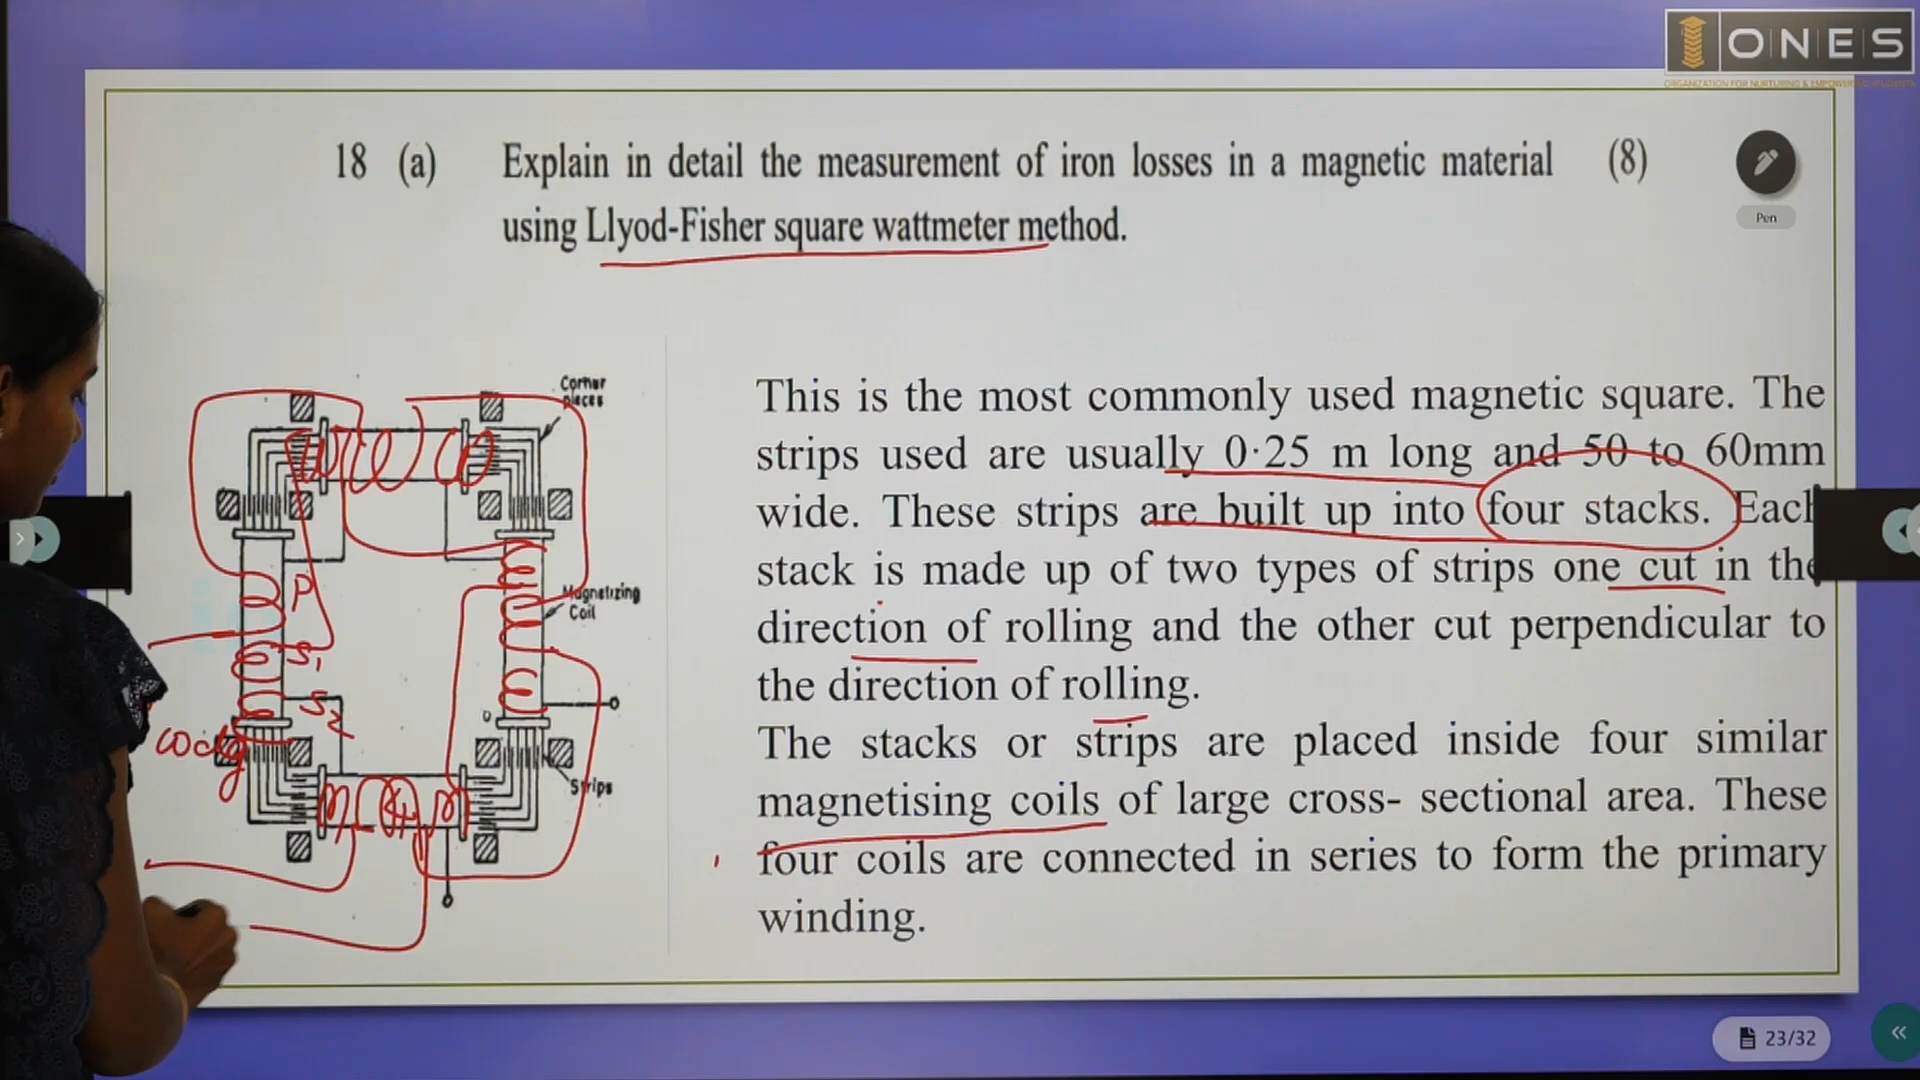 ONES
ORGANIZATION FOR NURTURING &
18 (a) Explain in detail the measurement of iron losses in a magnetic material (8)
using Llyod-Fisher square wattmeter method.
Pen
Corner
pieces
This is the most commonly used magnetic square. The
strips used are usually 0·25 m long and 50 to 60mm
wide. These strips are built up into four stacks. Each
stack is made up of two types of strips one cut in the
direction of rolling and the other cut perpendicular to
the direction of rolling.
The stacks or strips are placed inside four similar
magnetising coils of large cross- sectional area. These
four coils are connected in series to form the primary
winding.
Magnetizing
Coil
P
S1
S2
Strips
23/32